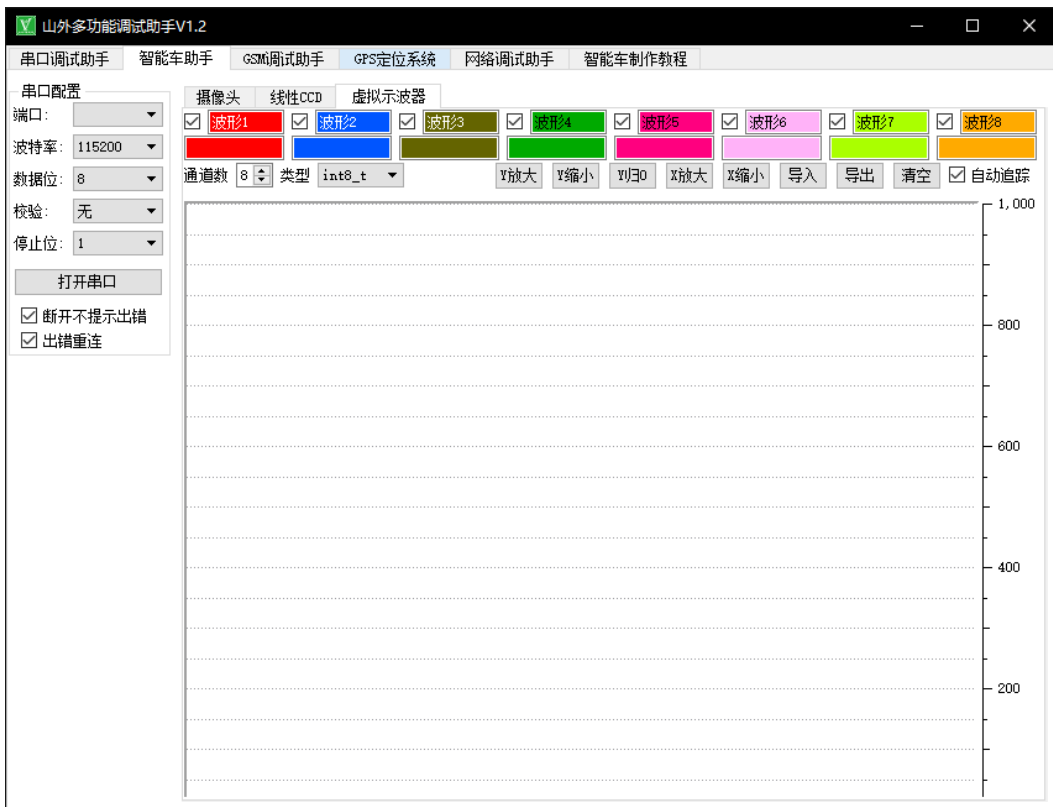 山外多功能调试助手V1.2
串口调试助手 智能车助手 GSM调试助手 GPS定位系统 网络调试助手 智能车制作教程
串口配置
端口:
波特率: 115200
数据位: 8
校验: 无
停止位: 1
打开串口
断开不提示出错
出错重连
摄像头 线性CCD 虚拟示波器
波形1 波形2 波形3 波形4 波形5 波形6 波形7 波形8
通道数 8 类型 int8_t Y放大 Y缩小 Y归0 X放大 X缩小 导入 导出 清空 自动追踪
1,000
800
600
400
200